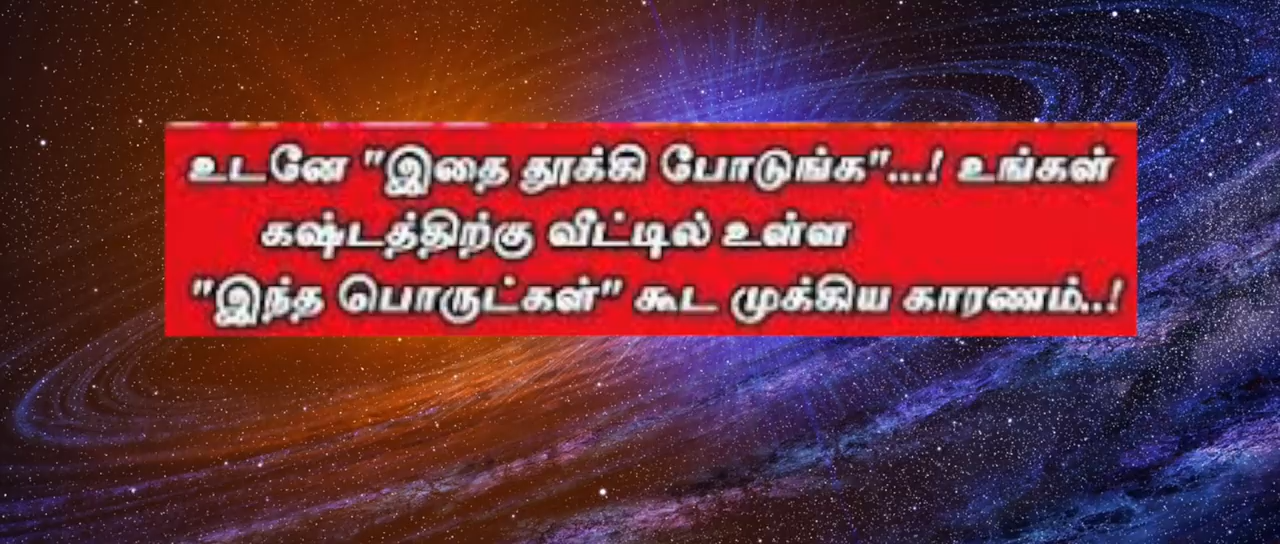 உடனே "இதை தூக்கி போடுங்க"...! உங்கள்
கஷ்டத்திற்கு வீட்டில் உள்ள
"இந்த பொருட்கள்" கூட முக்கிய காரணம்..!